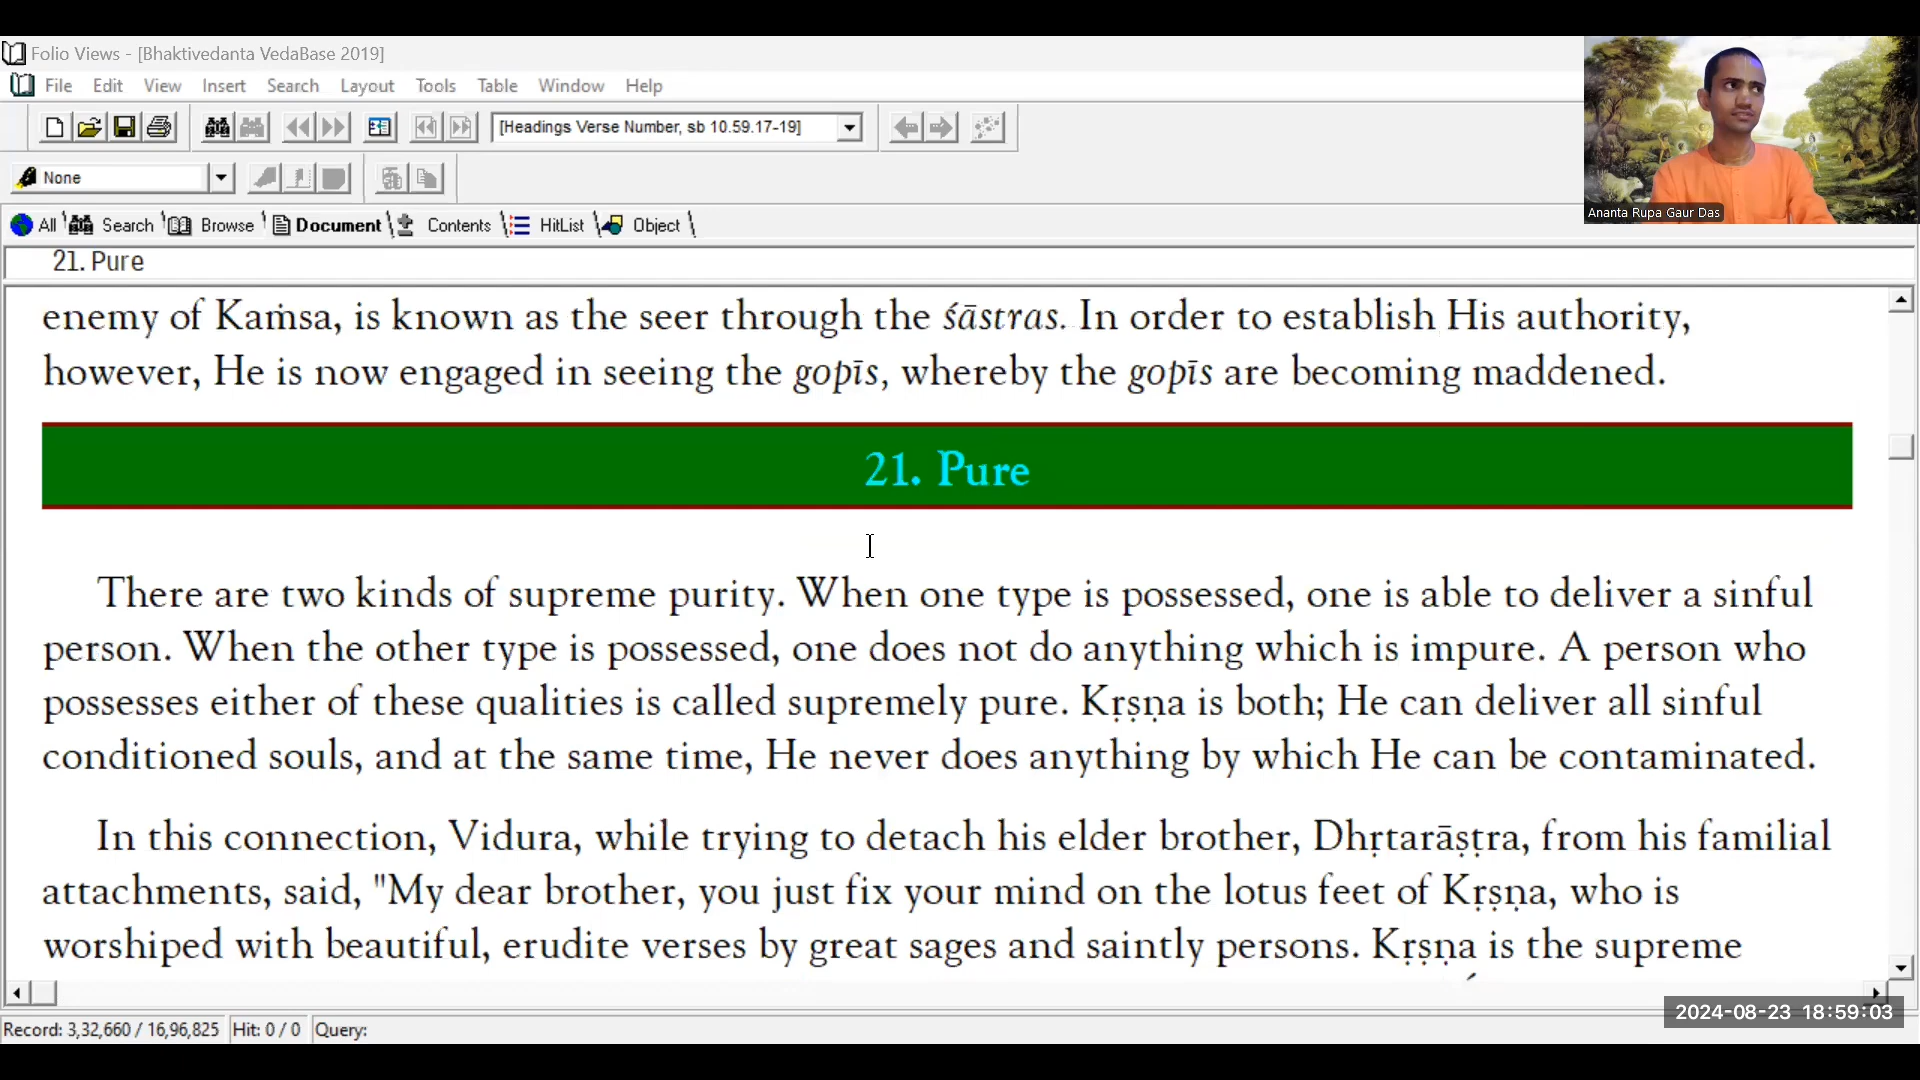 Folio Views - [Bhaktivedanta VedaBase 2019]
File Edit View Insert Search Layout Tools Table Window Help
[Headings Verse Number, sb 10.59.17-19]
None
All Search Browse Document Contents HitList Object
Ananta Rupa Gaur Das
21. Pure
enemy of Kaṁsa, is known as the seer through the śāstras. In order to establish His authority,
however, He is now engaged in seeing the gopīs, whereby the gopīs are becoming maddened.
21. Pure
There are two kinds of supreme purity. When one type is possessed, one is able to deliver a sinful
person. When the other type is possessed, one does not do anything which is impure. A person who
possesses either of these qualities is called supremely pure. Kṛṣṇa is both; He can deliver all sinful
conditioned souls, and at the same time, He never does anything by which He can be contaminated.
In this connection, Vidura, while trying to detach his elder brother, Dhṛtarāṣṭra, from his familial
attachments, said, "My dear brother, you just fix your mind on the lotus feet of Kṛṣṇa, who is
worshiped with beautiful, erudite verses by great sages and saintly persons. Kṛṣṇa is the supreme
2024-08-23 18:59:03
Record: 3,32,660 / 16,96,825 Hit: 0 / 0 Query: